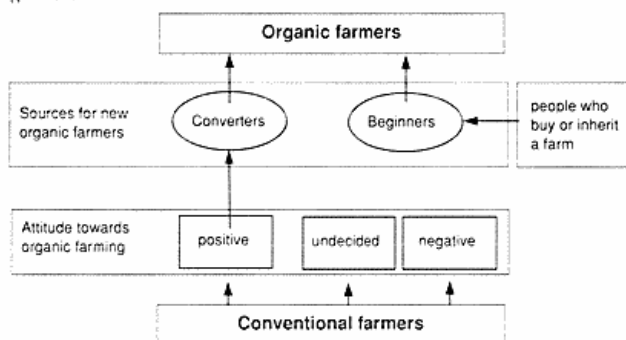 Organic farmers
Sources for new
organic farmers
Converters
Beginners
people who
buy or inherit
a farm
Attitude towards
organic farming
positive
undecided
negative
Conventional farmers